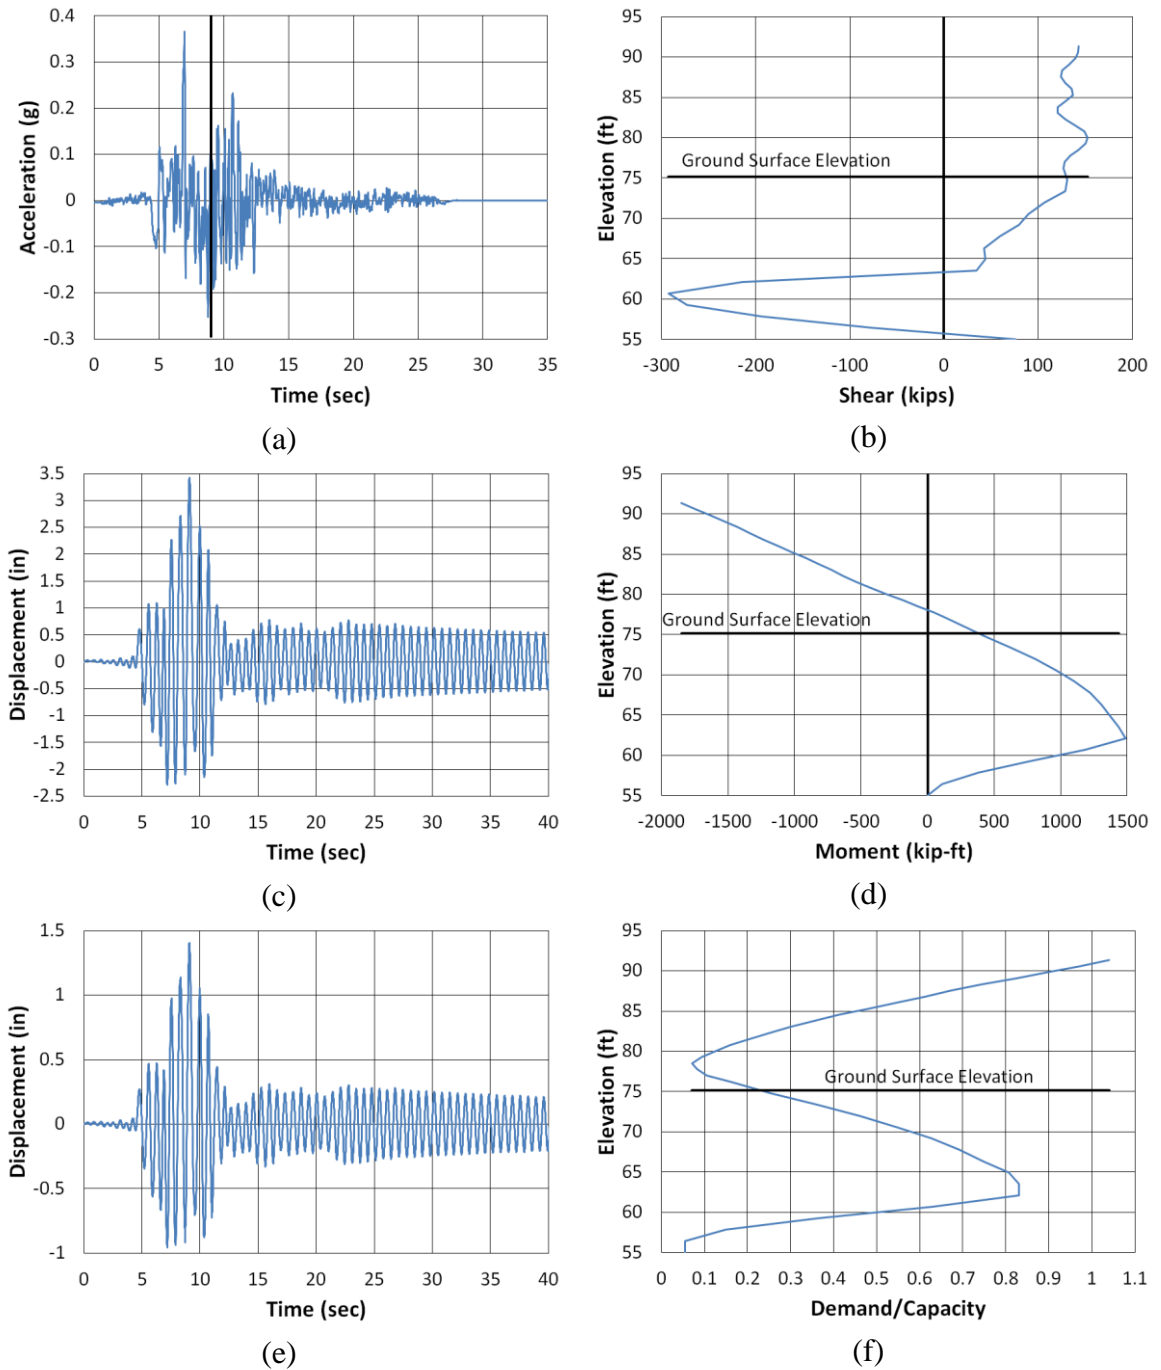 0.4
0.3
0.2
0.1
0
-0.1
-0.2
-0.3
Acceleration (g)
0 5 10 15 20 25 30 35
Time (sec)
(a)
95
90
85
80
75
70
65
60
55
Elevation (ft)
Ground Surface Elevation
-300 -200 -100 0 100 200
Shear (kips)
(b)
3.5
3
2.5
2
1.5
1
0.5
0
-0.5
-1
-1.5
-2
-2.5
Displacement (in)
0 5 10 15 20 25 30 35 40
Time (sec)
(c)
95
90
85
80
75
70
65
60
55
Elevation (ft)
Ground Surface Elevation
-2000 -1500 -1000 -500 0 500 1000 1500
Moment (kip-ft)
(d)
1.5
1
0.5
0
-0.5
-1
Displacement (in)
0 5 10 15 20 25 30 35 40
Time (sec)
(e)
95
90
85
80
75
70
65
60
55
Elevation (ft)
Ground Surface Elevation
0 0.1 0.2 0.3 0.4 0.5 0.6 0.7 0.8 0.9 1 1.1
Demand/Capacity
(f)